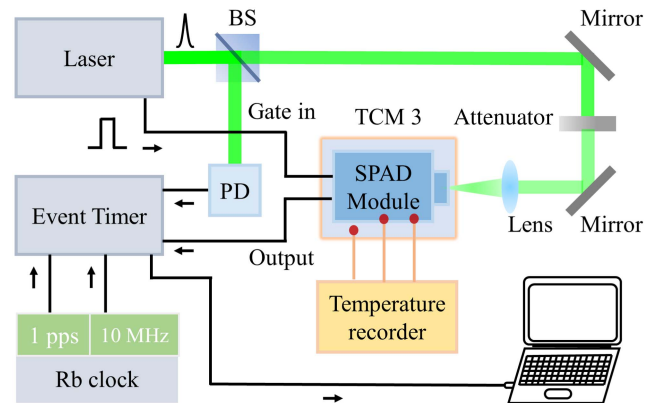 BS
Mirror
Laser
Gate in
TCM 3
Attenuator
SPAD
Module
PD
Event Timer
Lens
Mirror
Output
Temperature
recorder
1 pps
10 MHz
Rb clock